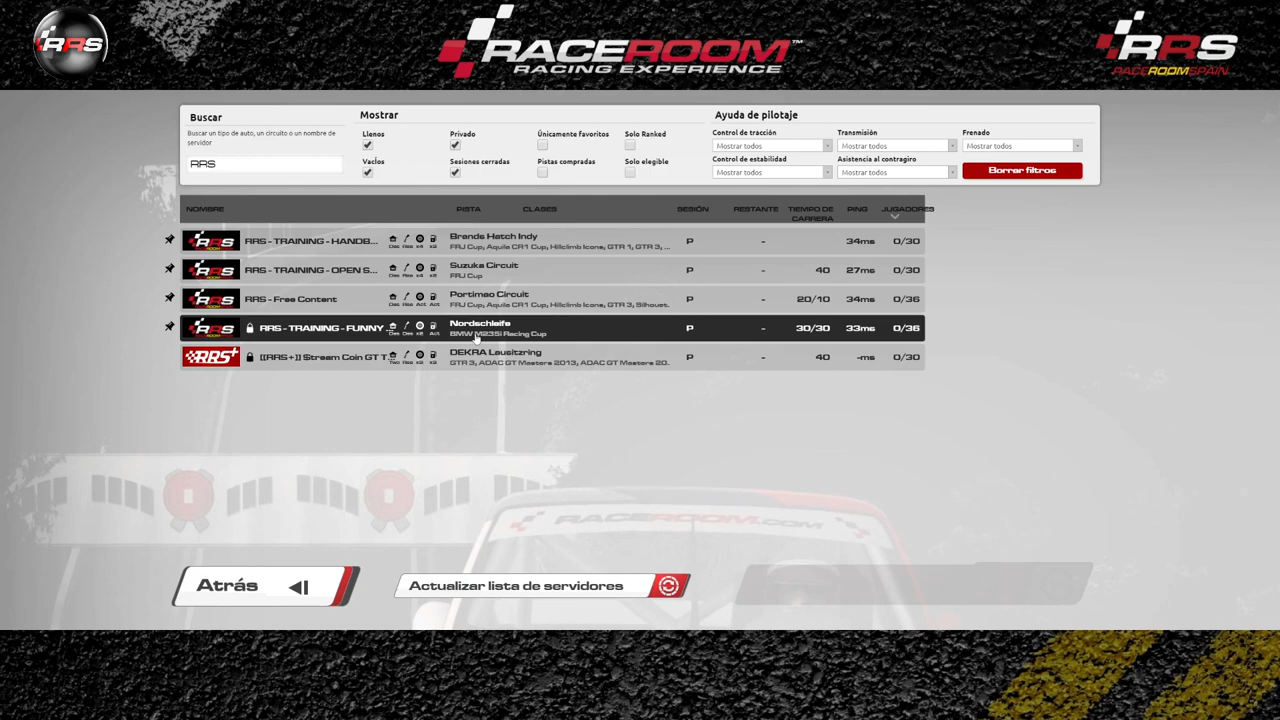 RRS
RACEROOM™
RACING EXPERIENCE
RRS
RACEROOMSPAIN
Buscar
Buscar un tipo de auto, un circuito o un nombre de
servidor
RRS
Mostrar
Llenos
Privado
Únicamente favoritos
Solo Ranked
Vacíos
Sesiones cerradas
Pistas compradas
Solo elegible
Ayuda de pilotaje
Control de tracción
Transmisión
Frenado
Mostrar todos
Mostrar todos
Mostrar todos
Control de estabilidad
Asistencia al contragiro
Mostrar todos
Mostrar todos
Borrar filtros
NOMBRE PISTA CLASES SESIÓN RESTANTE TIEMPO DE CARRERA PING JUGADORES
RRS - TRAINING - HANDB... Brands Hatch Indy P - 34ms 0/30
FRJ Cup, Aquila CR1 Cup, Hillclimb Icons, GTR 1, GTR 3, ...
RRS - TRAINING - OPEN S... Suzuka Circuit P - 40 27ms 0/30
FRJ Cup
RRS - Free Content Portimao Circuit P - 20/10 34ms 0/36
FRJ Cup, Aquila CR1 Cup, Hillclimb Icons, GTR 3, Silhouet.
RRS - TRAINING - FUNNY Nordschleife P - 30/30 33ms 0/36
BMW M235i Racing Cup
RRS+ [[RRS+]] Stream Coin GT T... DEKRA Lausitzring P - 40 -ms 0/30
GTR 3, ADAC GT Masters 2013, ADAC GT Masters 20.
RACEROOM.COM
Atrás
Actualizar lista de servidores